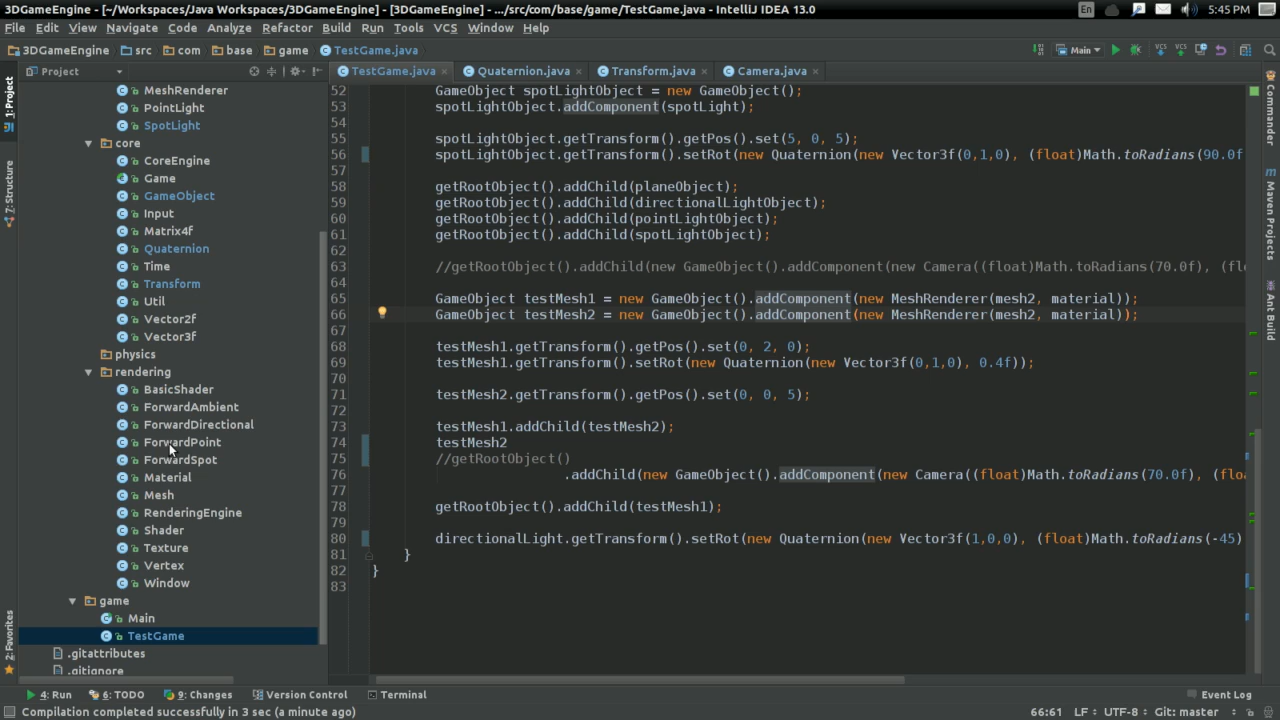 3DGameEngine - [~/Workspaces/Java Workspaces/3DGameEngine] - [3DGameEngine] - .../src/com/base/game/TestGame.java - IntelliJ IDEA 13.0
En
5:45 PM
File Edit View Navigate Code Analyze Refactor Build Run Tools VCS Window Help
3DGameEngine src com base game TestGame.java
Main
Project
TestGame.java Quaternion.java Transform.java Camera.java
1: Project
7: Structure
2: Favorites
MeshRenderer
PointLight
SpotLight
core
CoreEngine
Game
GameObject
Input
Matrix4f
Quaternion
Time
Transform
Util
Vector2f
Vector3f
physics
rendering
BasicShader
ForwardAmbient
ForwardDirectional
ForwardPoint
ForwardSpot
Material
Mesh
RenderingEngine
Shader
Texture
Vertex
Window
game
Main
TestGame
.gitattributes
.gitignore
52 GameObject spotLightObject = new GameObject();
53 spotLightObject.addComponent(spotLight);
54
55 spotLightObject.getTransform().getPos().set(5, 0, 5);
56 spotLightObject.getTransform().setRot(new Quaternion(new Vector3f(0,1,0), (float)Math.toRadians(90.0f
57
58 getRootObject().addChild(planeObject);
59 getRootObject().addChild(directionalLightObject);
60 getRootObject().addChild(pointLightObject);
61 getRootObject().addChild(spotLightObject);
62
63 //getRootObject().addChild(new GameObject().addComponent(new Camera((float)Math.toRadians(70.0f), (fl
64
65 GameObject testMesh1 = new GameObject().addComponent(new MeshRenderer(mesh2, material));
66 GameObject testMesh2 = new GameObject().addComponent(new MeshRenderer(mesh2, material));
67
68 testMesh1.getTransform().getPos().set(0, 2, 0);
69 testMesh1.getTransform().setRot(new Quaternion(new Vector3f(0,1,0), 0.4f));
70
71 testMesh2.getTransform().getPos().set(0, 0, 5);
72
73 testMesh1.addChild(testMesh2);
74 testMesh2
75 //getRootObject()
76 .addChild(new GameObject().addComponent(new Camera((float)Math.toRadians(70.0f), (flo
77
78 getRootObject().addChild(testMesh1);
79
80 directionalLight.getTransform().setRot(new Quaternion(new Vector3f(1,0,0), (float)Math.toRadians(-45)
81 }
82 }
83
Commander
Maven Projects
Ant Build
4: Run 6: TODO 9: Changes Version Control Terminal
Event Log
Compilation completed successfully in 3 sec (a minute ago)
66:61 LF UTF-8 Git: master